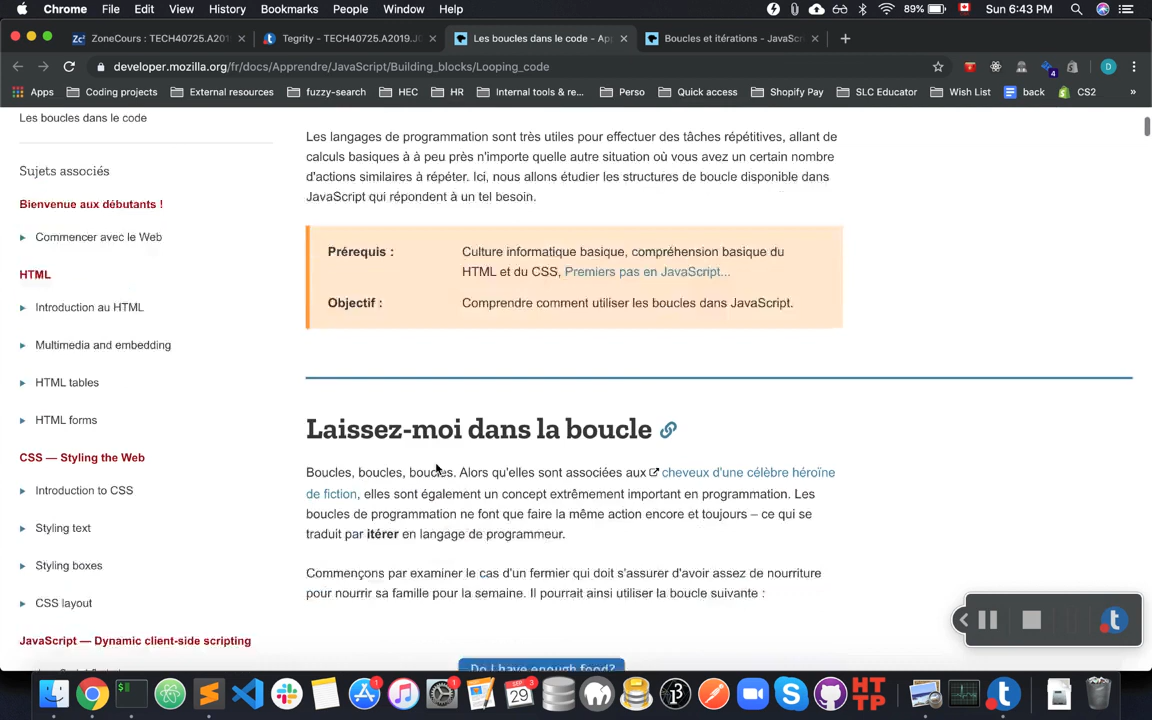 Chrome File Edit View History Bookmarks People Window Help 89% Sun 6:43 PM
ZoneCours : TECH40725.A201 Tegrity - TECH40725.A2019.J0 Les boucles dans le code - App Boucles et itérations - JavaScri
developer.mozilla.org/fr/docs/Apprendre/JavaScript/Building_blocks/Looping_code
Apps Coding projects External resources fuzzy-search HEC HR Internal tools & re... Perso Quick access Shopify Pay SLC Educator Wish List back CS2 »
Les boucles dans le code
Sujets associés
Bienvenue aux débutants !
Commencer avec le Web
HTML
Introduction au HTML
Multimedia and embedding
HTML tables
HTML forms
CSS — Styling the Web
Introduction to CSS
Styling text
Styling boxes
CSS layout
JavaScript — Dynamic client-side scripting
Les langages de programmation sont très utiles pour effectuer des tâches répétitives, allant de
calculs basiques à à peu près n'importe quelle autre situation où vous avez un certain nombre
d'actions similaires à répéter. Ici, nous allons étudier les structures de boucle disponible dans
JavaScript qui répondent à un tel besoin.
Prérequis : Culture informatique basique, compréhension basique du
HTML et du CSS, Premiers pas en JavaScript...
Objectif : Comprendre comment utiliser les boucles dans JavaScript.
Laissez-moi dans la boucle
Boucles, boucles, boucles. Alors qu'elles sont associées aux cheveux d'une célèbre héroïne
de fiction, elles sont également un concept extrêmement important en programmation. Les
boucles de programmation ne font que faire la même action encore et toujours – ce qui se
traduit par itérer en langage de programmeur.
Commençons par examiner le cas d'un fermier qui doit s'assurer d'avoir assez de nourriture
pour nourrir sa famille pour la semaine. Il pourrait ainsi utiliser la boucle suivante :
Do I have enough food?
t
SEP 29 3
1
HT
TP